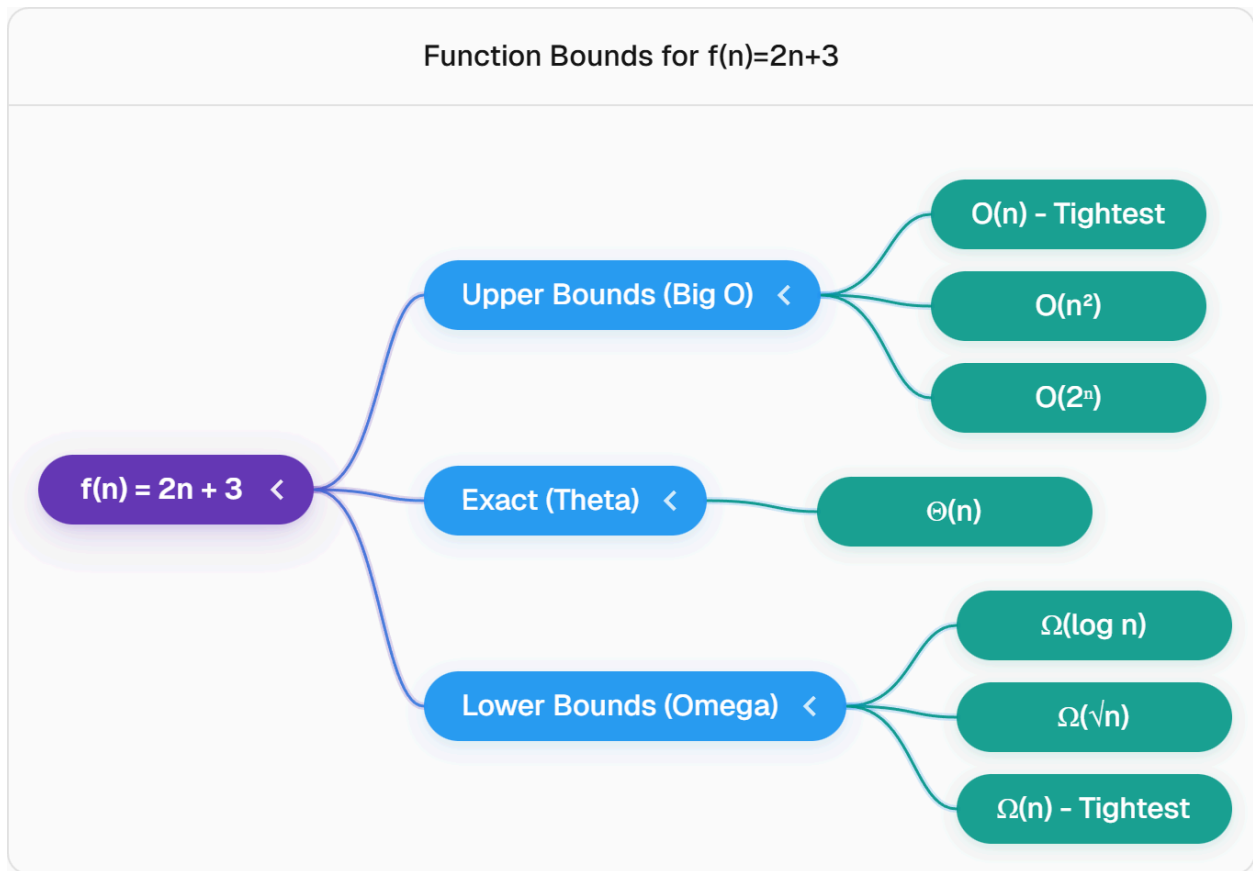 Function Bounds for f(n)=2n+3
O(n) - Tightest
Upper Bounds (Big O)
O(n²)
O(2ⁿ)
f(n) = 2n + 3
Exact (Theta)
Θ(n)
Ω(log n)
Lower Bounds (Omega)
Ω(√n)
Ω(n) - Tightest